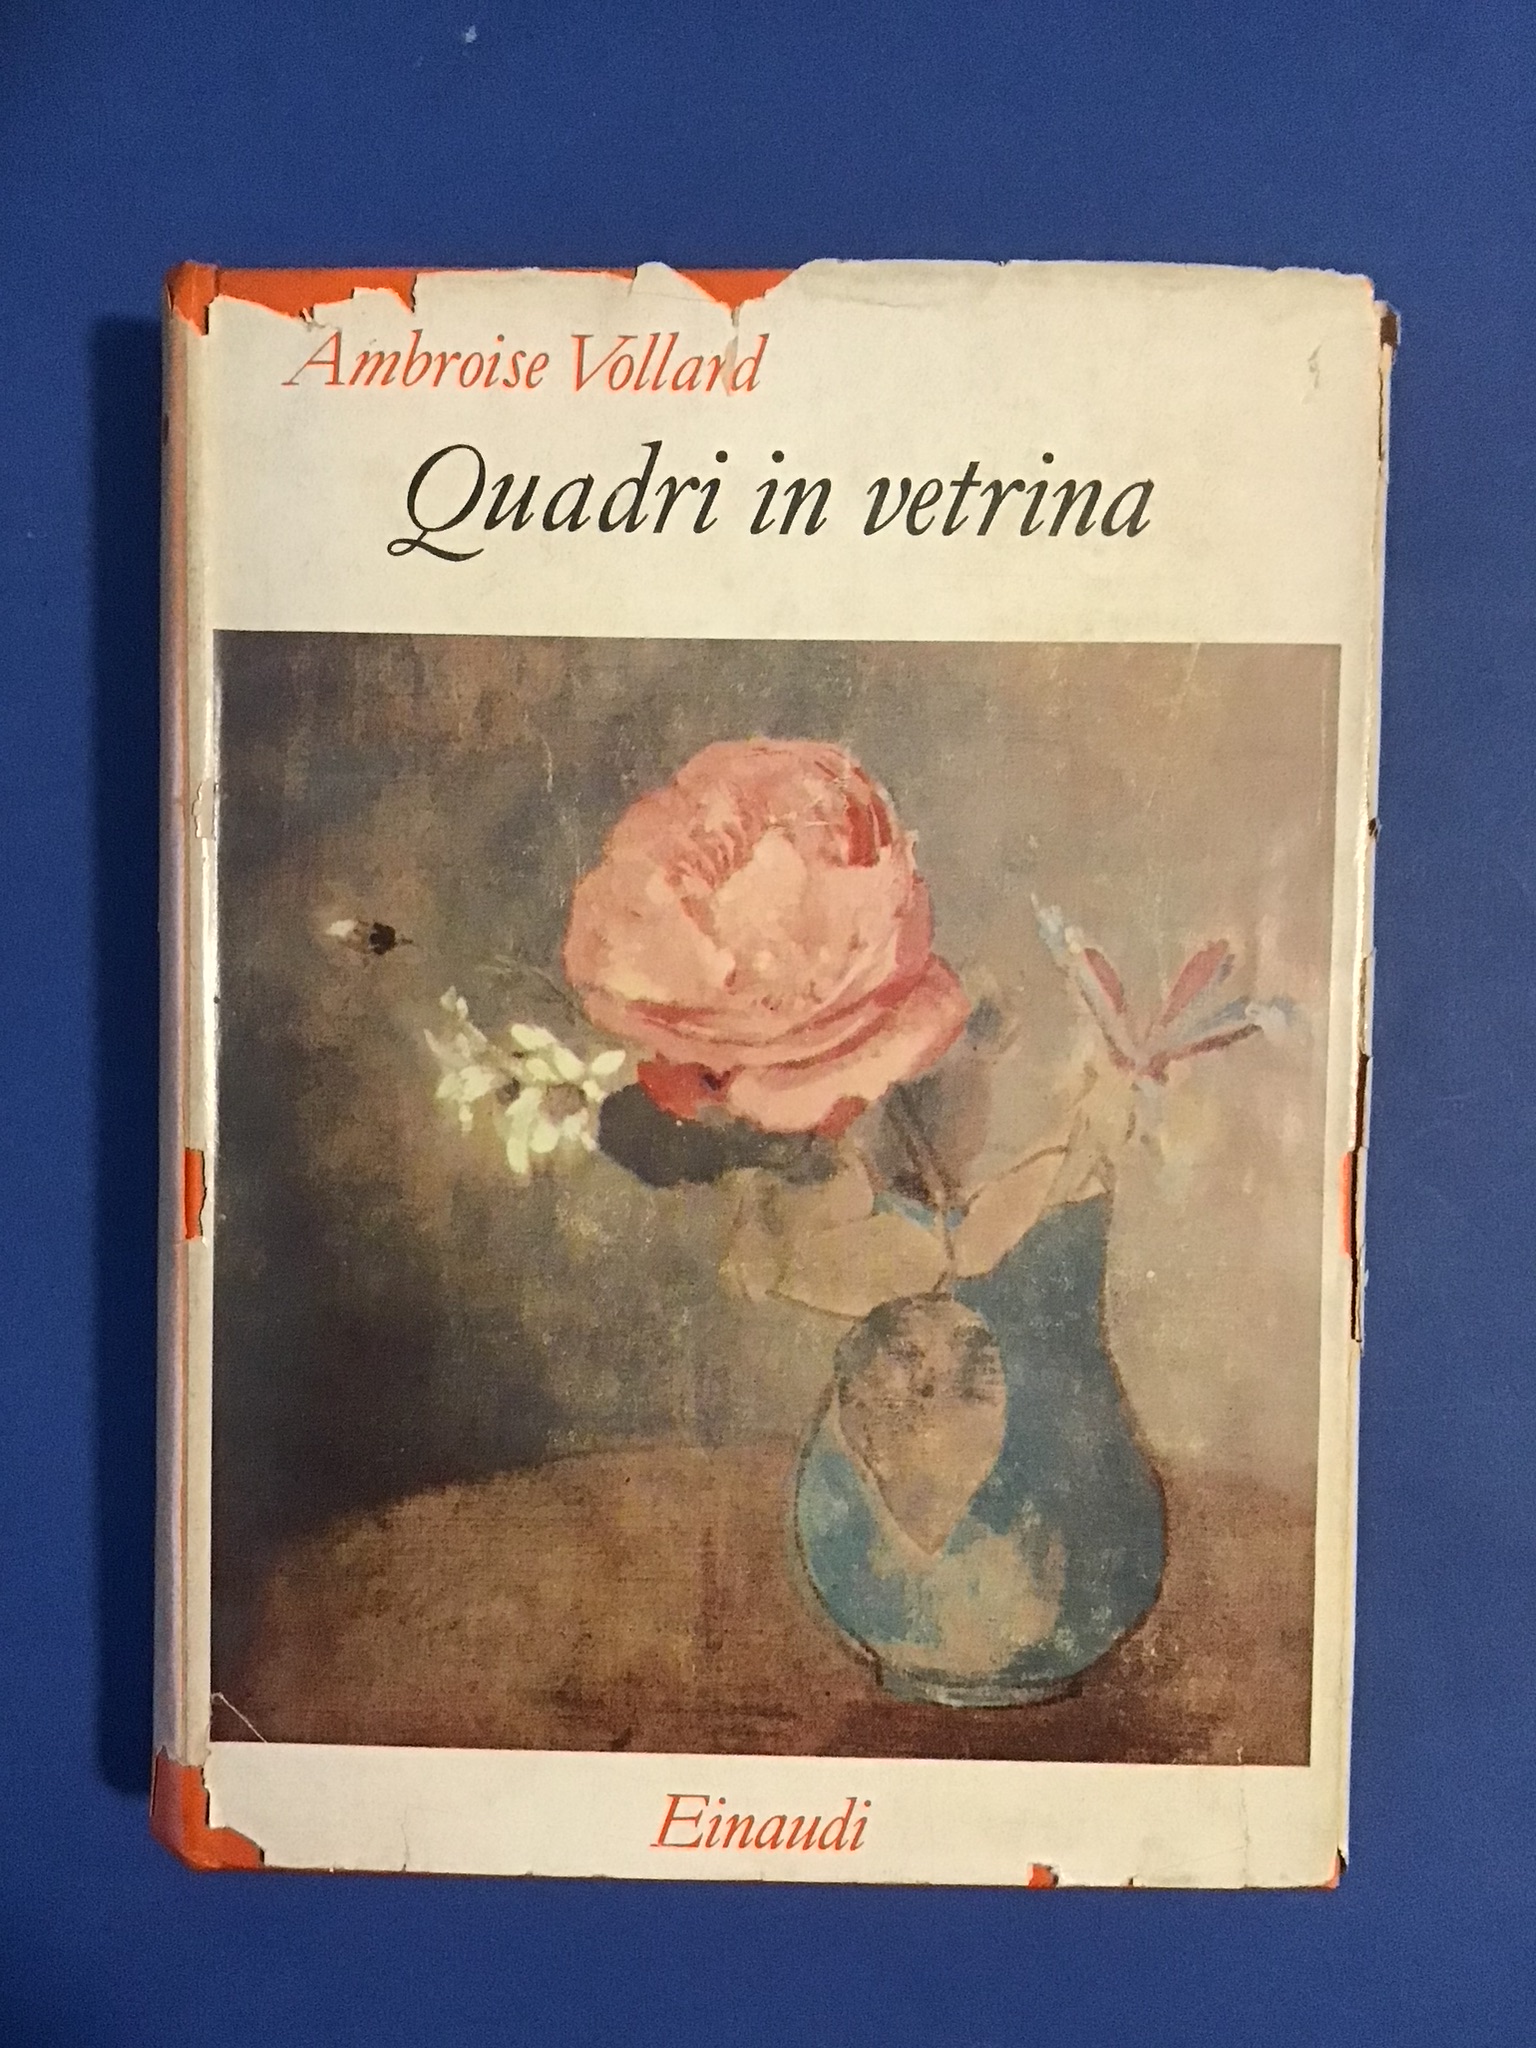 Ambroise Vollard
Quadri in vetrina
Einaudi